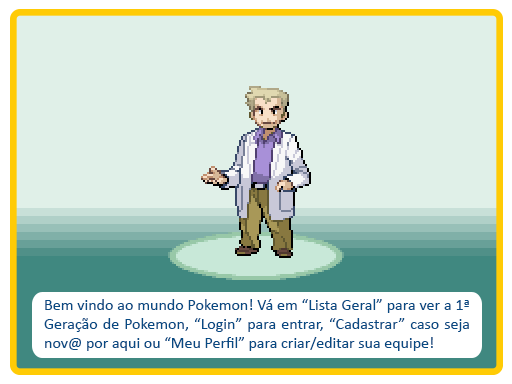 Bem vindo ao mundo Pokemon! Vá em “Lista Geral” para ver a 1ª
Geração de Pokemon, “Login” para entrar, “Cadastrar” caso seja
nov@ por aqui ou “Meu Perfil” para criar/editar sua equipe!